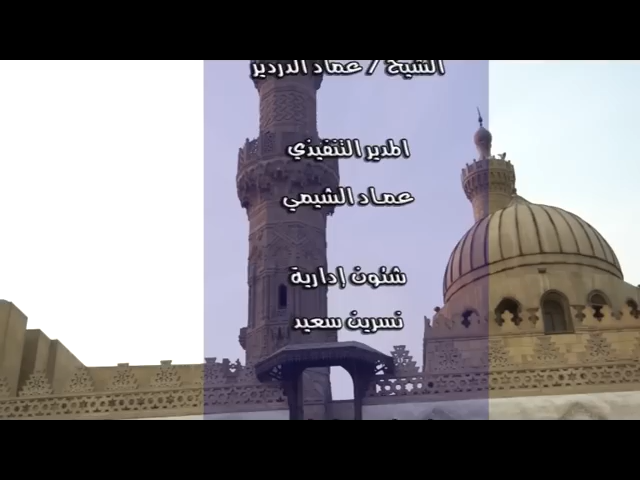 الشيخ / عماد الدردير
المدير التنفيذي
عماد الشيمي
شئون إدارية
نسرين سعيد